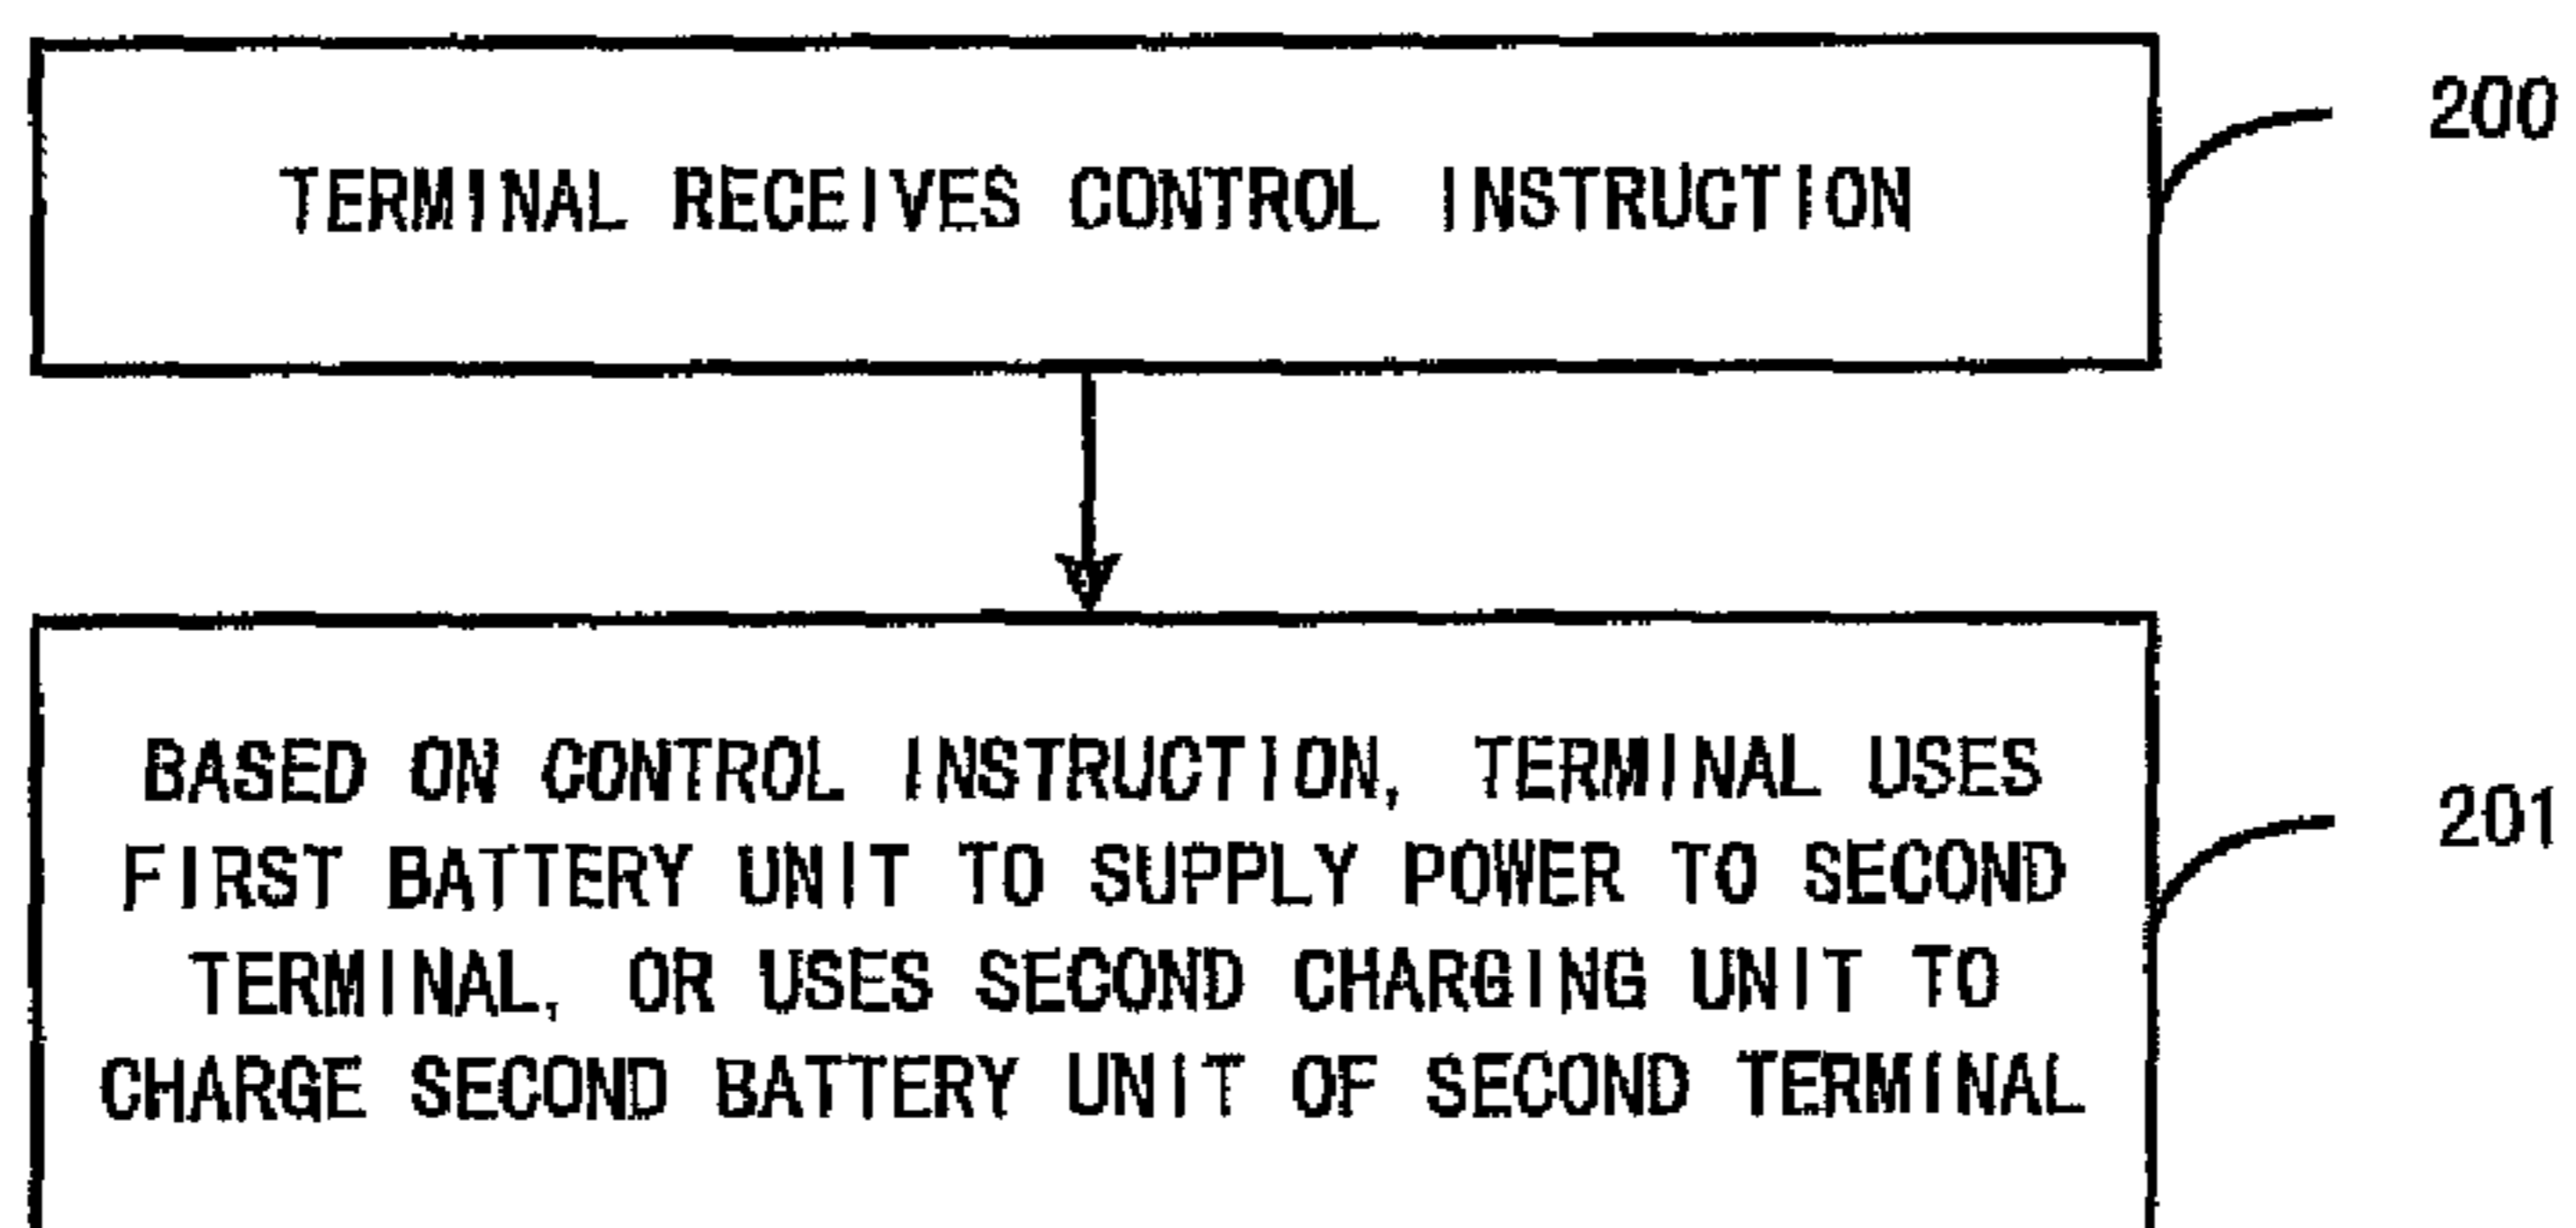 200
TERMINAL RECEIVES CONTROL INSTRUCTION
BASED ON CONTROL INSTRUCTION, TERMINAL USES
201
FIRST BATTERY UNIT TO SUPPLY POWER TO SECOND
TERMINAL, OR USES SECOND CHARGING UNIT TO
CHARGE SECOND BATTERY UNIT OF SECOND TERMINAL